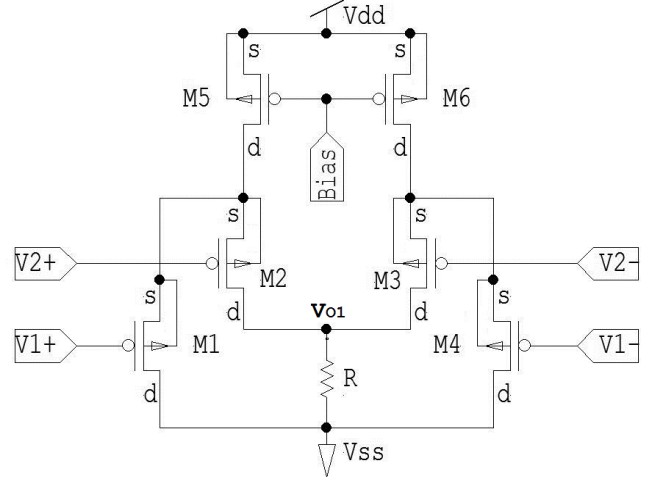 Vdd
s s
M5 M6
d Bias d
s s
V2+ M2 M3 V2-
s d Vo1 d s
V1+ M1 M4 V1-
d R d
Vss